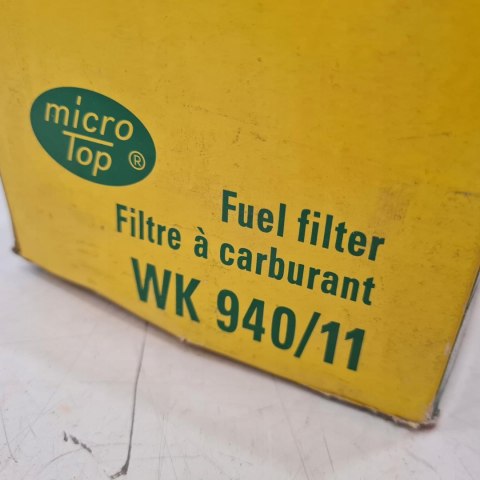 micro
Top ®
Fuel filter
Filtre à carburant
WK 940/11